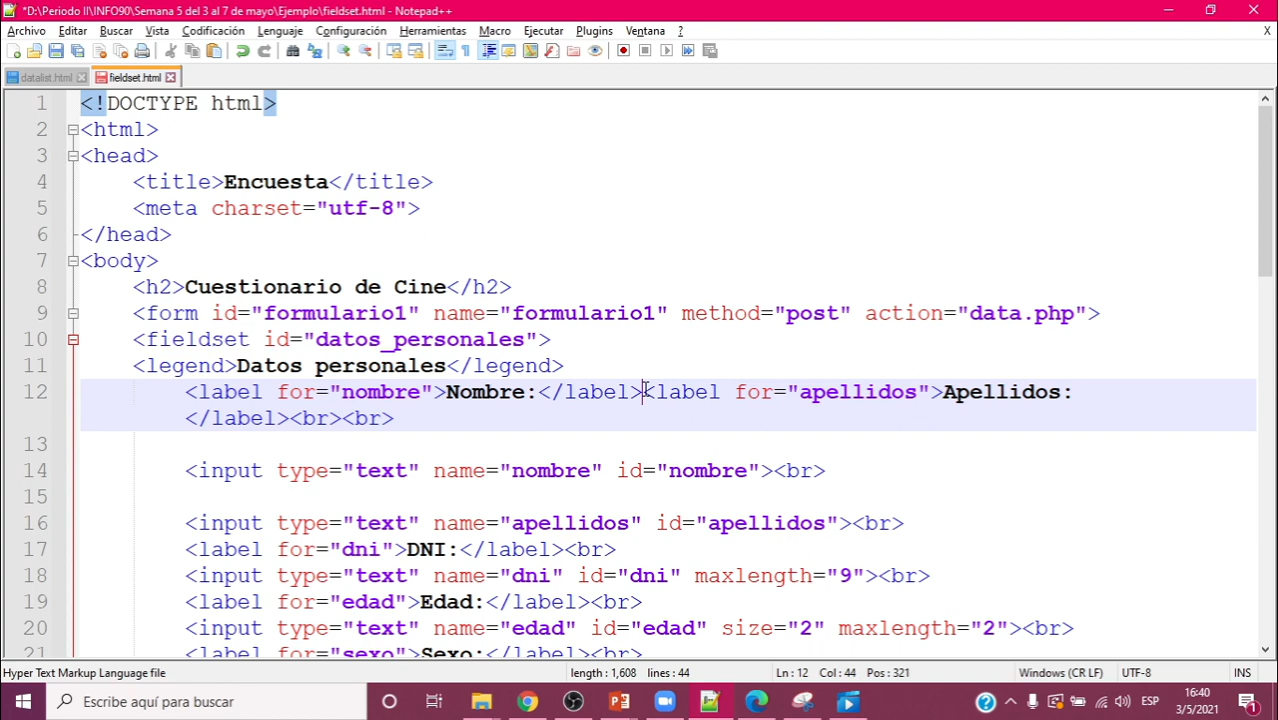 *D:\Periodo II\INFO90\Semana 5 del 3 al 7 de mayo\Ejemplo\fieldset.html - Notepad++
Archivo Editar Buscar Vista Codificación Lenguaje Configuración Herramientas Macro Ejecutar Plugins Ventana ? X
datalist.html fieldset.html
1 <!DOCTYPE html>
2 <html>
3 <head>
4 <title>Encuesta</title>
5 <meta charset="utf-8">
6 </head>
7 <body>
8 <h2>Cuestionario de Cine</h2>
9 <form id="formulario1" name="formulario1" method="post" action="data.php">
10 <fieldset id="datos_personales">
11 <legend>Datos personales</legend>
12 <label for="nombre">Nombre:</label><label for="apellidos">Apellidos:
</label><br><br>
13
14 <input type="text" name="nombre" id="nombre"><br>
15
16 <input type="text" name="apellidos" id="apellidos"><br>
17 <label for="dni">DNI:</label><br>
18 <input type="text" name="dni" id="dni" maxlength="9"><br>
19 <label for="edad">Edad:</label><br>
20 <input type="text" name="edad" id="edad" size="2" maxlength="2"><br>
21 <label for="sexo">Sexo:</label><br>
Hyper Text Markup Language file length : 1,608 lines : 44 Ln : 12 Col : 44 Pos : 321 Windows (CR LF) UTF-8 INS
Escribe aquí para buscar ESP 16:40
3/5/2021 1